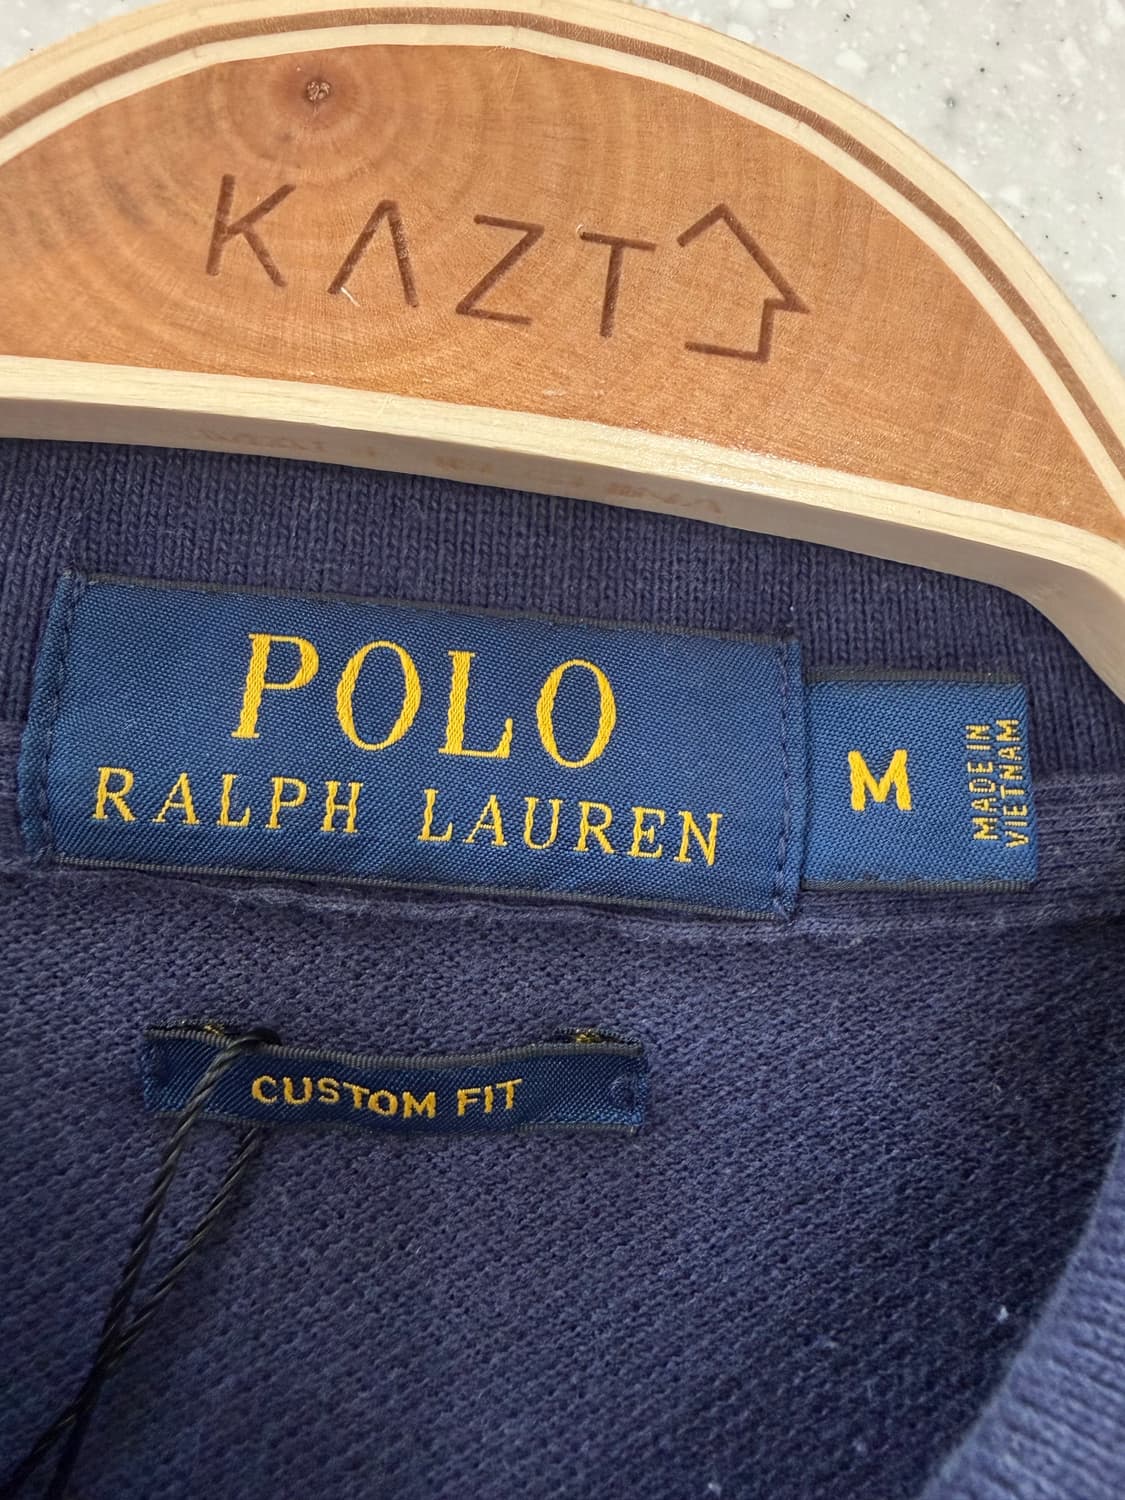 KAZT
POLO
RALPH LAUREN
M
MADE IN
VIETNAM
CUSTOM FIT